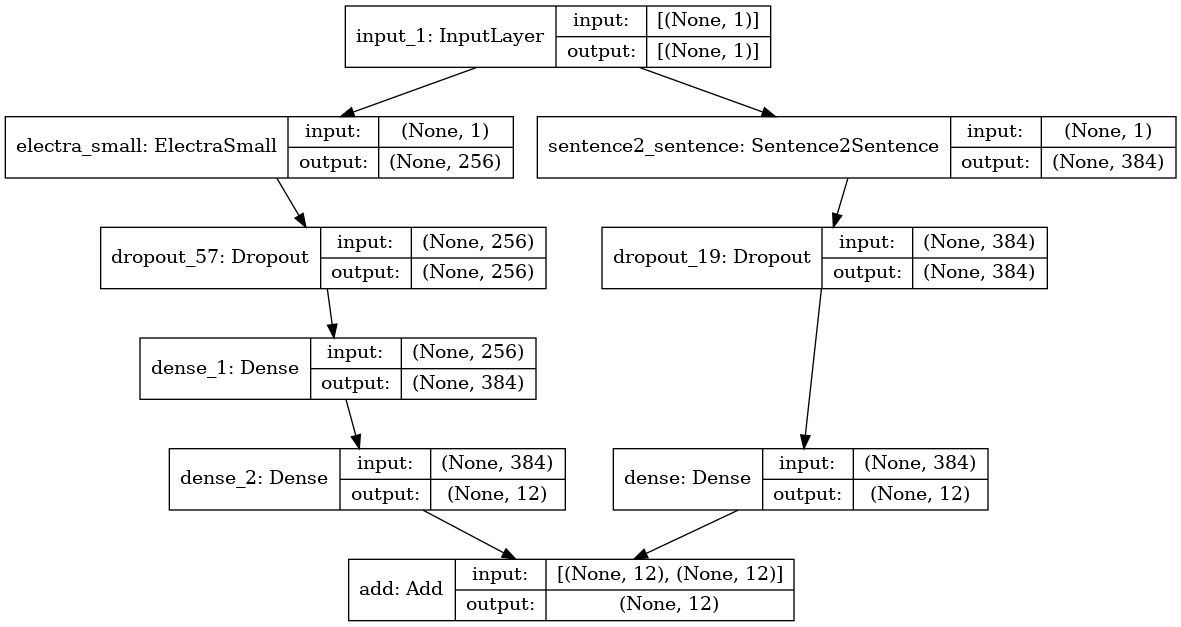 input_1: InputLayer
input: [(None, 1)]
output: [(None, 1)]
electra_small: ElectraSmall
input: (None, 1)
output: (None, 256)
sentence2_sentence: Sentence2Sentence
input: (None, 1)
output: (None, 384)
dropout_57: Dropout
input: (None, 256)
output: (None, 256)
dropout_19: Dropout
input: (None, 384)
output: (None, 384)
dense_1: Dense
input: (None, 256)
output: (None, 384)
dense_2: Dense
input: (None, 384)
output: (None, 12)
dense: Dense
input: (None, 384)
output: (None, 12)
add: Add
input: [(None, 12), (None, 12)]
output: (None, 12)